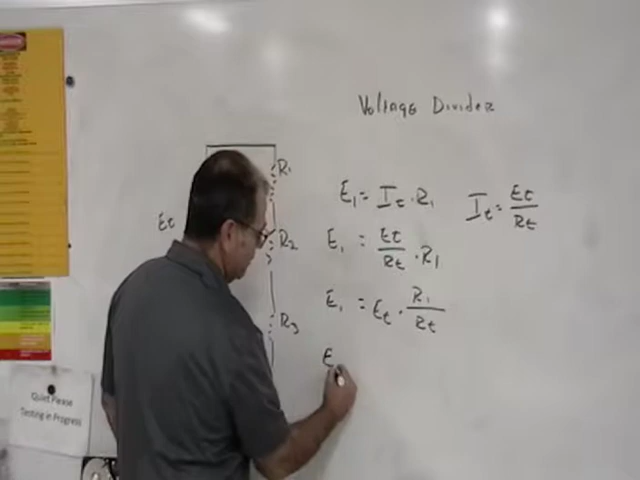 Voltage Divider
R1
E1 = It · R1
It = Et/Rt
Et
R2
E1 = Et/Rt · R1
E1 = Et · R1/Rt
R3
E
Quiet Please
Testing in Progress